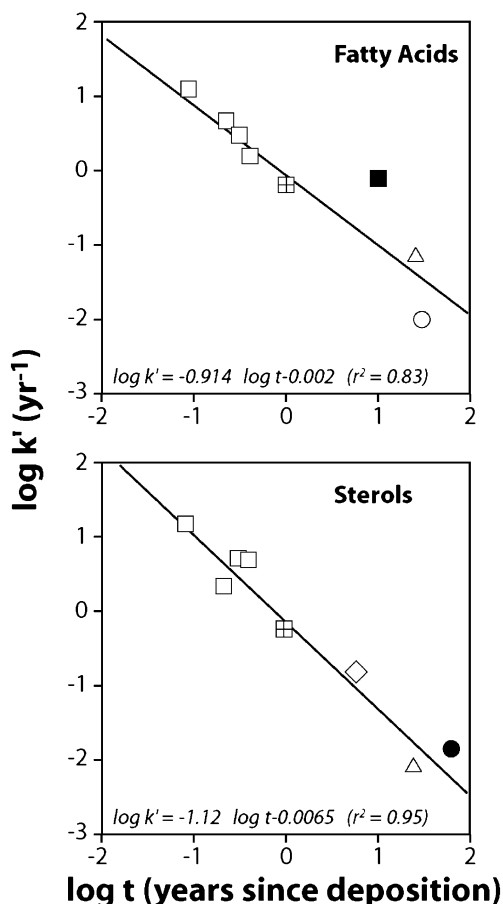 2
Fatty Acids
1
0
-1
-2
log k' = -0.914 log t-0.002 (r² = 0.83)
-3
-2 -1 0 1 2
log k' (yr⁻¹)
2
Sterols
1
0
-1
-2
log k' = -1.12 log t-0.0065 (r² = 0.95)
-3
-2 -1 0 1 2
log t (years since deposition)